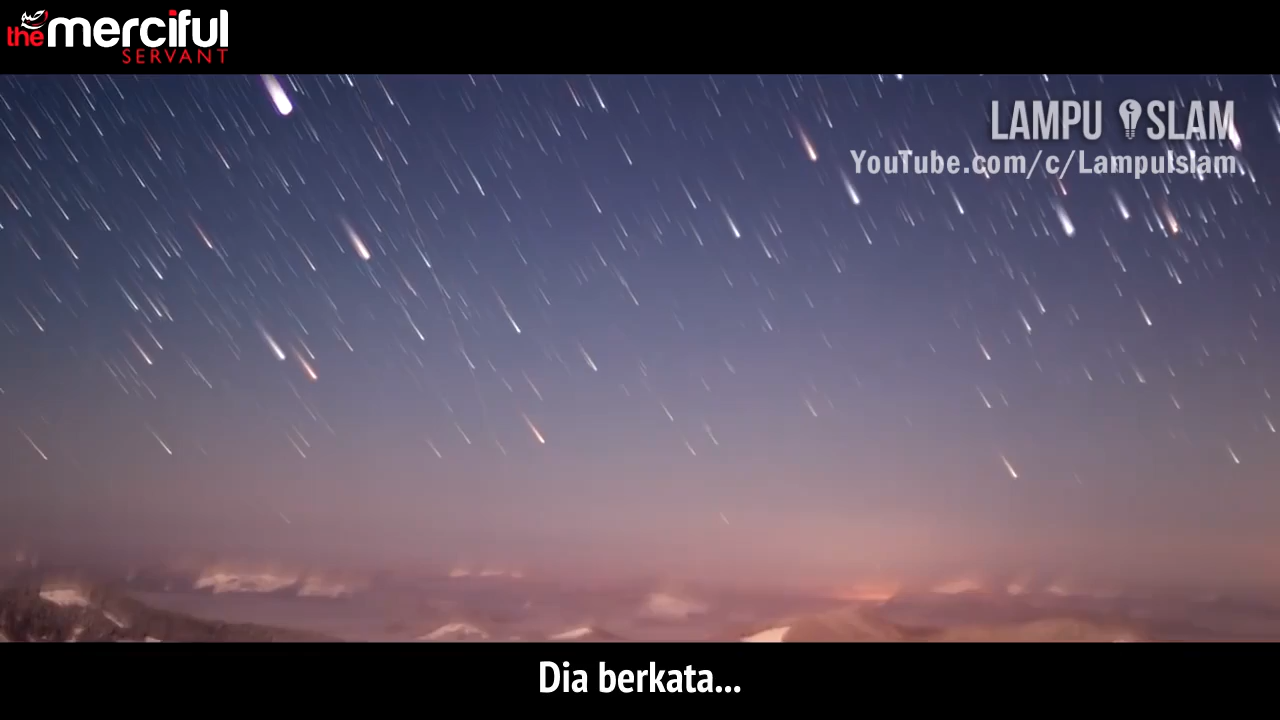 the merciful
SERVANT
LAMPU ISLAM
YouTube.com/c/LampuIslam
Dia berkata...